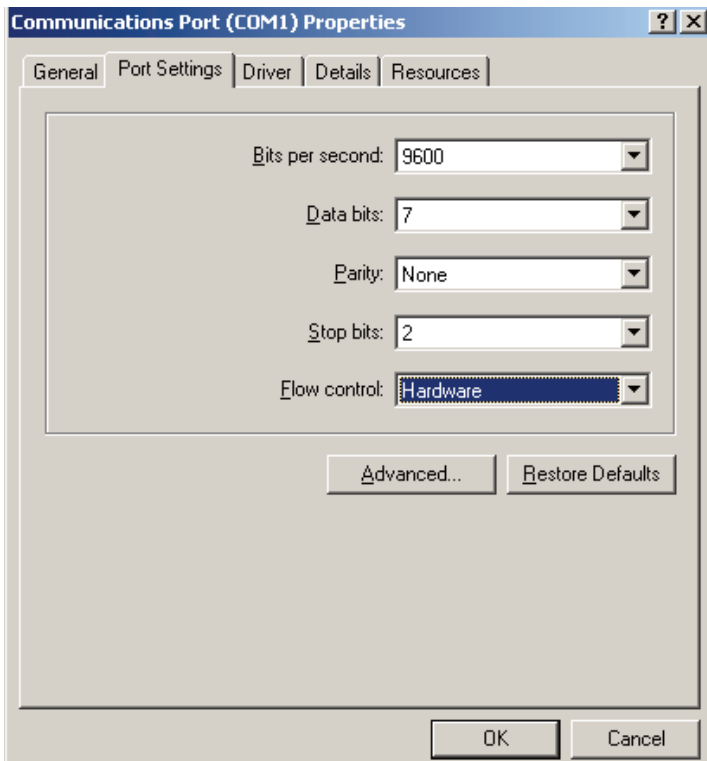 Communications Port (COM1) Properties
General Port Settings Driver Details Resources
Bits per second: 9600
Data bits: 7
Parity: None
Stop bits: 2
Flow control: Hardware
Advanced... Restore Defaults
OK Cancel